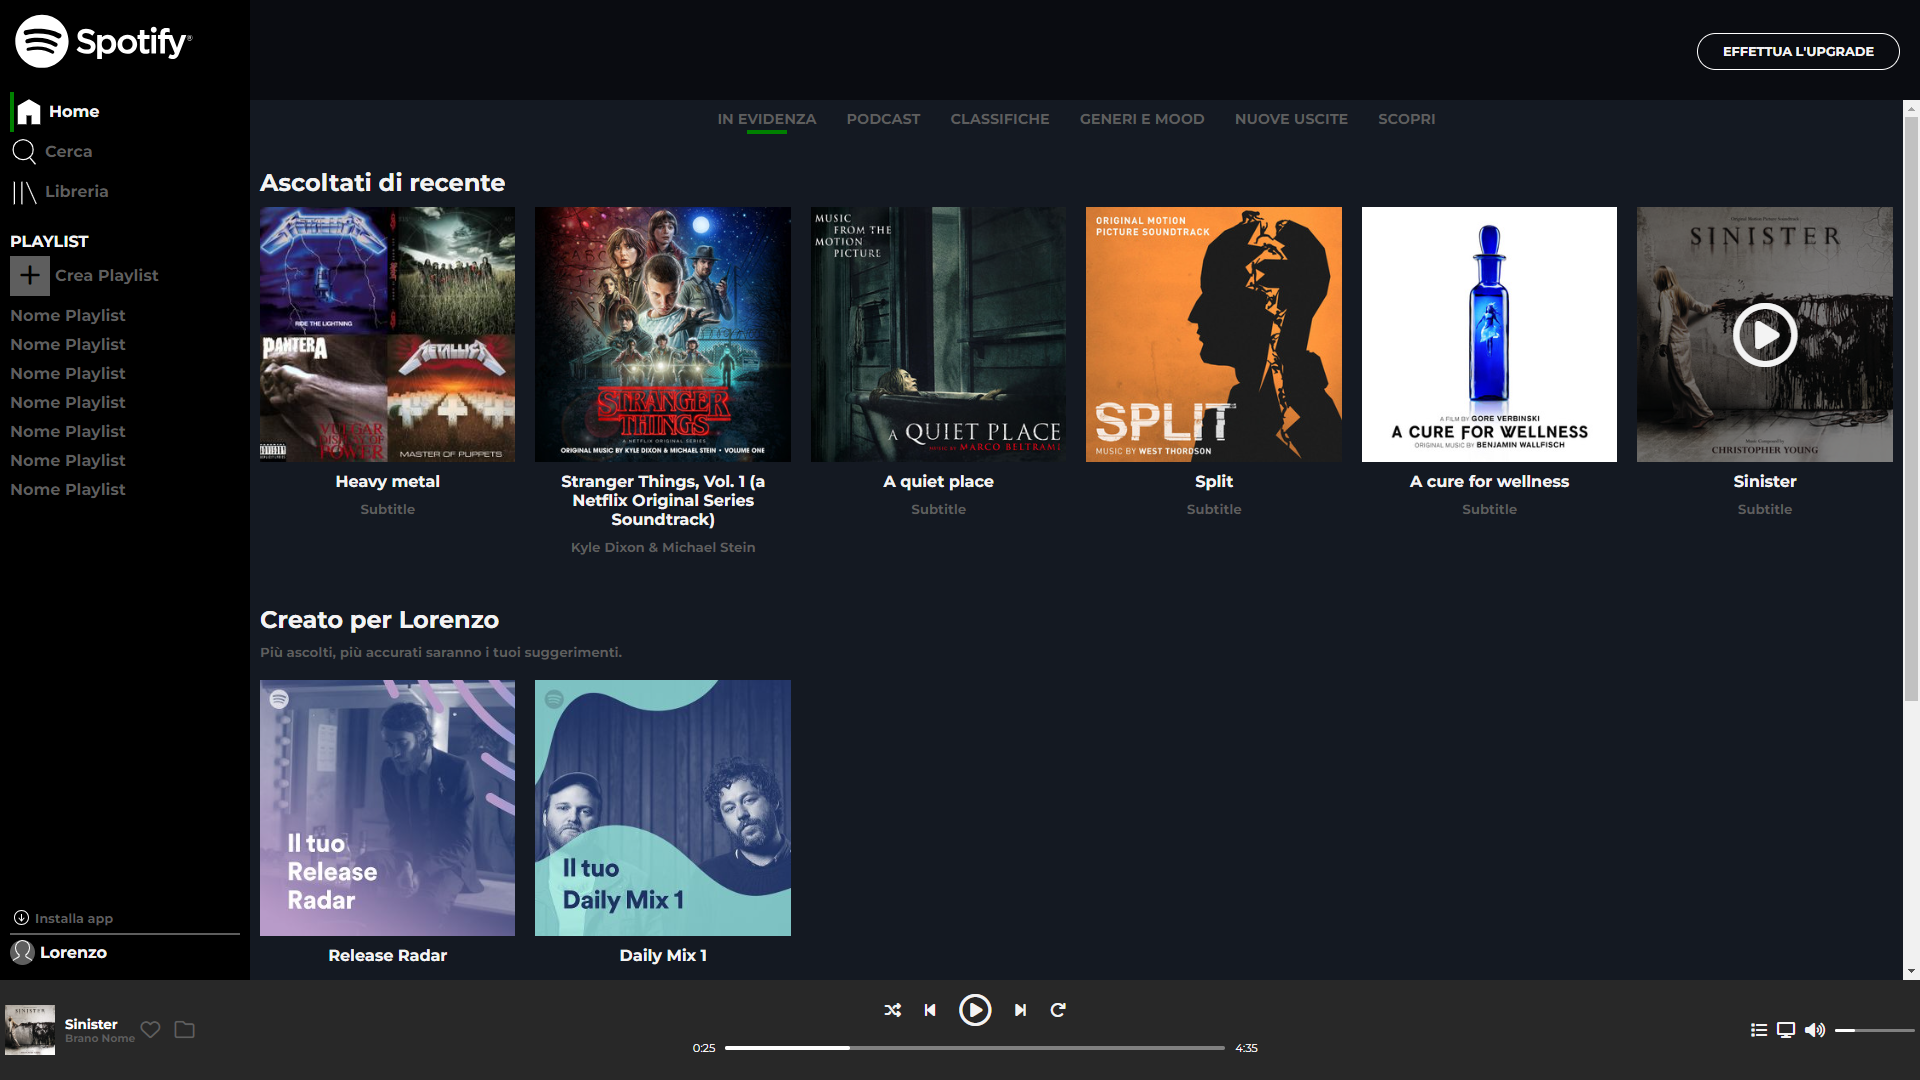 Spotify®
EFFETTUA L'UPGRADE
Home
Cerca
Libreria
PLAYLIST
Crea Playlist
Nome Playlist
Nome Playlist
Nome Playlist
Nome Playlist
Nome Playlist
Nome Playlist
Nome Playlist
Installa app
Lorenzo
IN EVIDENZA PODCAST CLASSIFICHE GENERI E MOOD NUOVE USCITE SCOPRI
Ascoltati di recente
METALLICA
RIDE THE LIGHTNING
PANTERA
VULGAR
DISPLAY OF
POWER
METALLICA
MASTER OF PUPPETS
Heavy metal
Subtitle
STRANGER
THINGS
A NETFLIX ORIGINAL SERIES
ORIGINAL MUSIC BY KYLE DIXON & MICHAEL STEIN • VOLUME ONE
Stranger Things, Vol. 1 (a
Netflix Original Series
Soundtrack)
Kyle Dixon & Michael Stein
MUSIC
FROM THE
MOTION
PICTURE
A QUIET PLACE
MUSIC BY MARCO BELTRAMI
A quiet place
Subtitle
ORIGINAL MOTION
PICTURE SOUNDTRACK
SPLIT
MUSIC BY WEST THORDSON
Split
Subtitle
A FILM BY GORE VERBINSKI
A CURE FOR WELLNESS
ORIGINAL MUSIC BY BENJAMIN WALLFISCH
A cure for wellness
Subtitle
Original Motion Picture Soundtrack
SINISTER
Music Composed by
CHRISTOPHER YOUNG
Sinister
Subtitle
Creato per Lorenzo
Più ascolti, più accurati saranno i tuoi suggerimenti.
Il tuo
Release
Radar
Release Radar
Il tuo
Daily Mix 1
Daily Mix 1
SINISTER
Sinister
Brano Nome
0:25
4:35